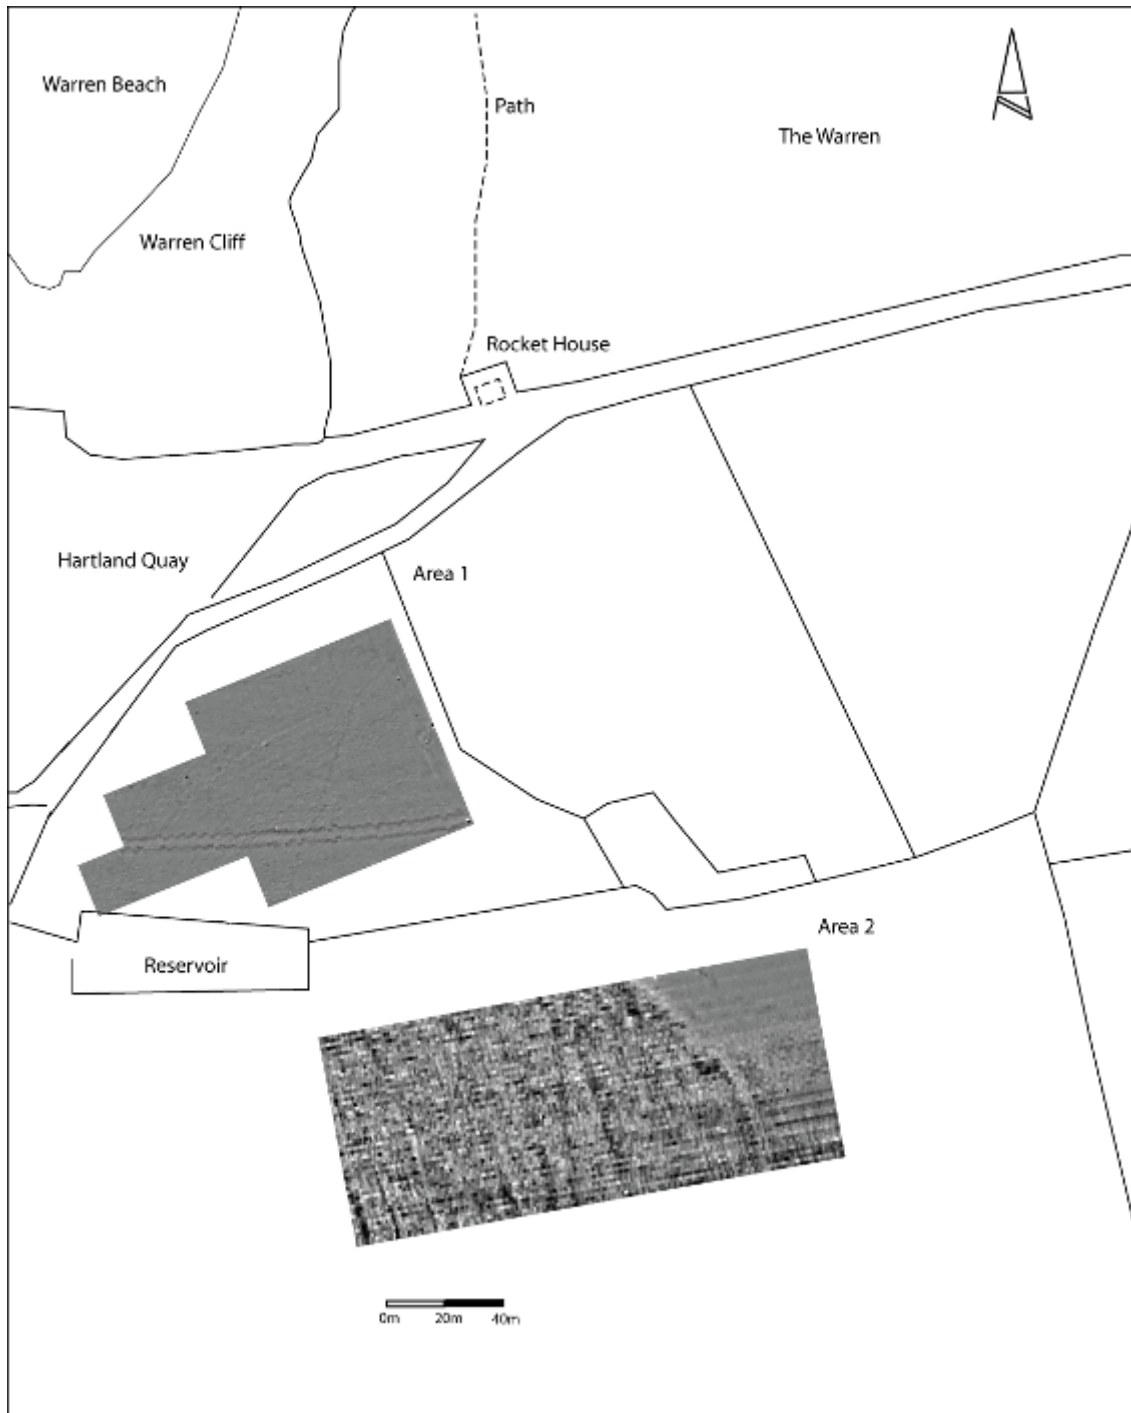 Warren Beach
Path
The Warren
Warren Cliff
Rocket House
Hartland Quay
Area 1
Area 2
Reservoir
0m 20m 40m